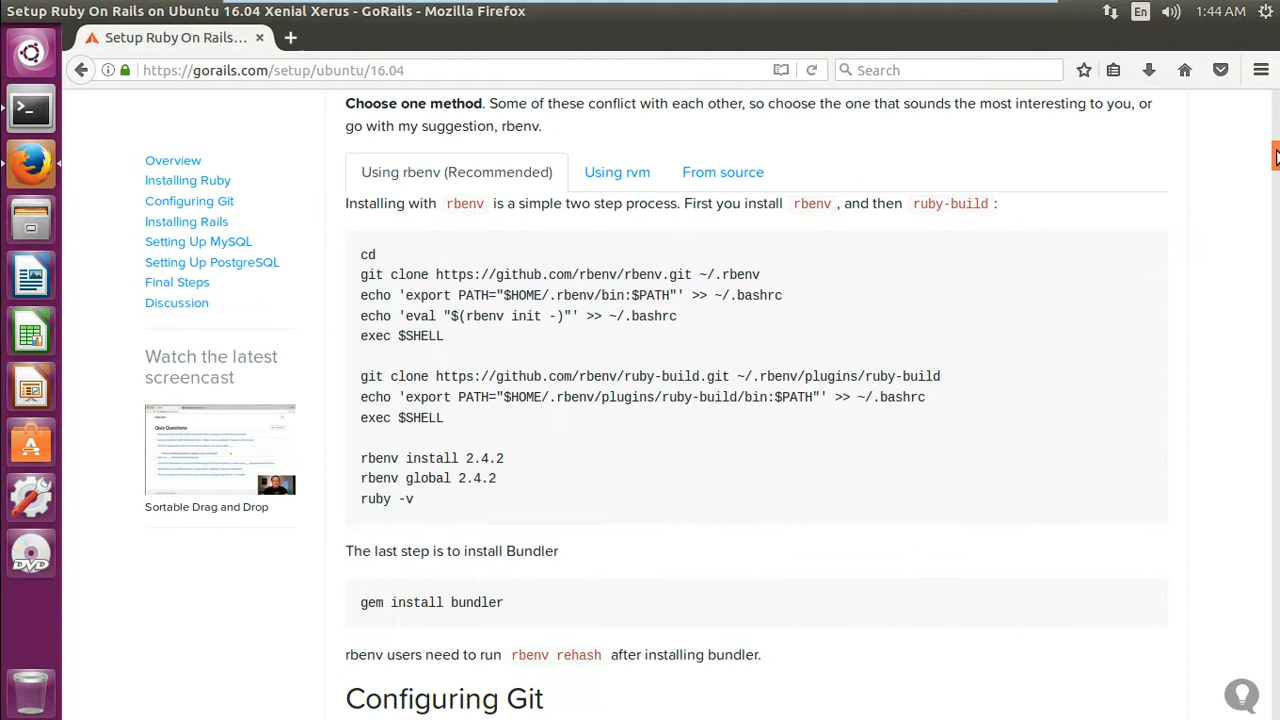 Setup Ruby On Rails on Ubuntu 16.04 Xenial Xerus - GoRails - Mozilla Firefox
En
1:44 AM
Setup Ruby On Rails...
https://gorails.com/setup/ubuntu/16.04
Search
Choose one method. Some of these conflict with each other, so choose the one that sounds the most interesting to you, or
go with my suggestion, rbenv.
Overview
Installing Ruby
Configuring Git
Installing Rails
Setting Up MySQL
Setting Up PostgreSQL
Final Steps
Discussion
Watch the latest
screencast
Quiz Questions
Sortable Drag and Drop
Using rbenv (Recommended)
Using rvm
From source
Installing with rbenv is a simple two step process. First you install rbenv , and then ruby-build :
cd
git clone https://github.com/rbenv/rbenv.git ~/.rbenv
echo 'export PATH="$HOME/.rbenv/bin:$PATH"' >> ~/.bashrc
echo 'eval "$(rbenv init -)"' >> ~/.bashrc
exec $SHELL
git clone https://github.com/rbenv/ruby-build.git ~/.rbenv/plugins/ruby-build
echo 'export PATH="$HOME/.rbenv/plugins/ruby-build/bin:$PATH"' >> ~/.bashrc
exec $SHELL
rbenv install 2.4.2
rbenv global 2.4.2
ruby -v
The last step is to install Bundler
gem install bundler
rbenv users need to run rbenv rehash after installing bundler.
Configuring Git
DVD